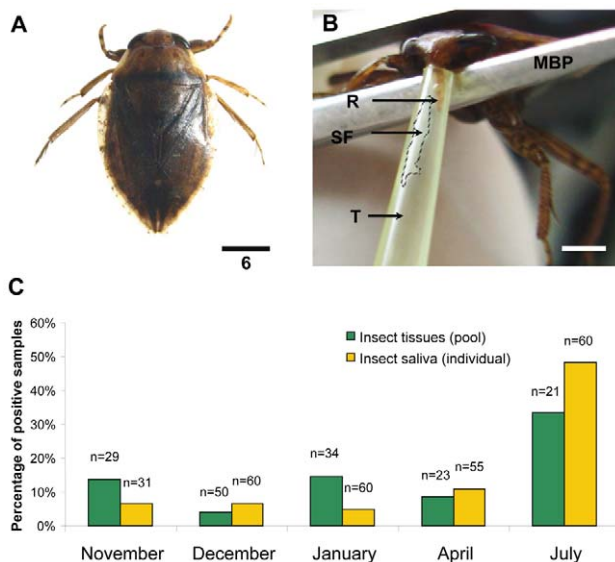 A
6
B
MBP
R
SF
T
C
Percentage of positive samples
60%
50%
40%
30%
20%
10%
0%
Insect tissues (pool)
Insect saliva (individual)
n=29
n=31
n=50
n=60
n=34
n=60
n=23
n=55
n=21
n=60
November
December
January
April
July